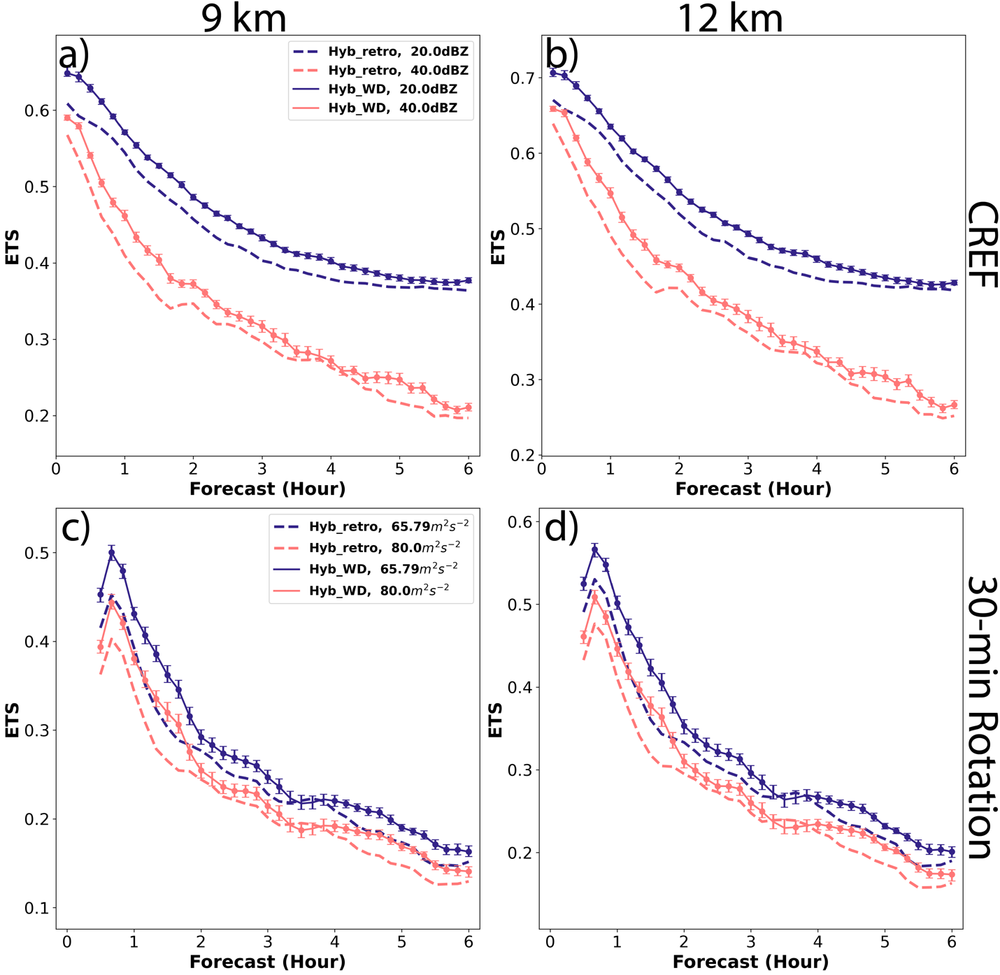 9 km
12 km
a)
Hyb_retro, 20.0dBZ
Hyb_retro, 40.0dBZ
Hyb_WD, 20.0dBZ
Hyb_WD, 40.0dBZ
0.6
0.5
0.4
0.3
0.2
ETS
0 1 2 3 4 5 6
Forecast (Hour)
b)
0.7
0.6
0.5
0.4
0.3
0.2
ETS
0 1 2 3 4 5 6
Forecast (Hour)
CREF
c)
Hyb_retro, 65.79m²s⁻²
Hyb_retro, 80.0m²s⁻²
Hyb_WD, 65.79m²s⁻²
Hyb_WD, 80.0m²s⁻²
0.5
0.4
0.3
0.2
0.1
ETS
0 1 2 3 4 5 6
Forecast (Hour)
d)
0.6
0.5
0.4
0.3
0.2
ETS
0 1 2 3 4 5 6
Forecast (Hour)
30-min Rotation